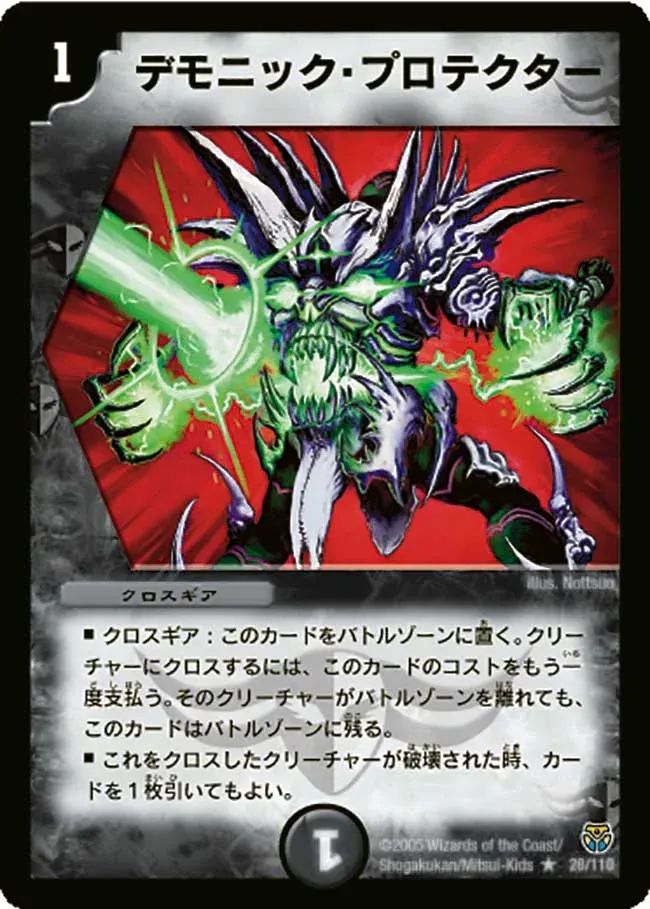 1
デモニック・プロテクター
illus. Nottsuo
クロスギア
■ クロスギア：このカードをバトルゾーンに置く。クリー
チャーにクロスするには、このカードのコストをもう一
度支払う。そのクリーチャーがバトルゾーンを離れても、
このカードはバトルゾーンに残る。
■ これをクロスしたクリーチャーが破壊された時、カー
ドを1枚引いてもよい。
1
©2005 Wizards of the Coast/
Shogakukan/Mitsui-Kids ★ 28/110